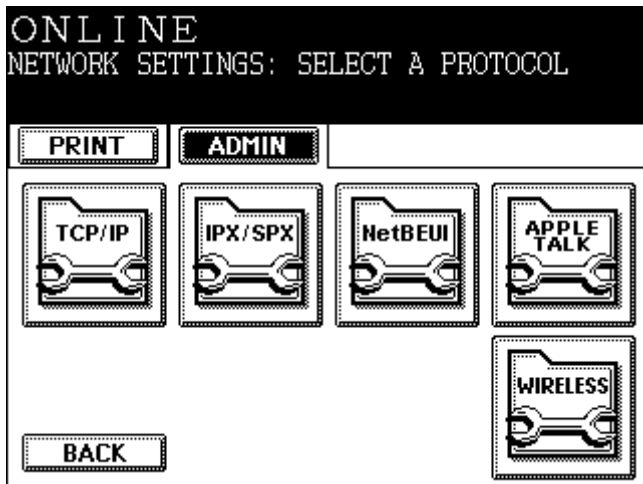 ONLINE
NETWORK SETTINGS: SELECT A PROTOCOL
PRINT
ADMIN
TCP/IP
IPX/SPX
NetBEUI
APPLE
TALK
WIRELESS
BACK